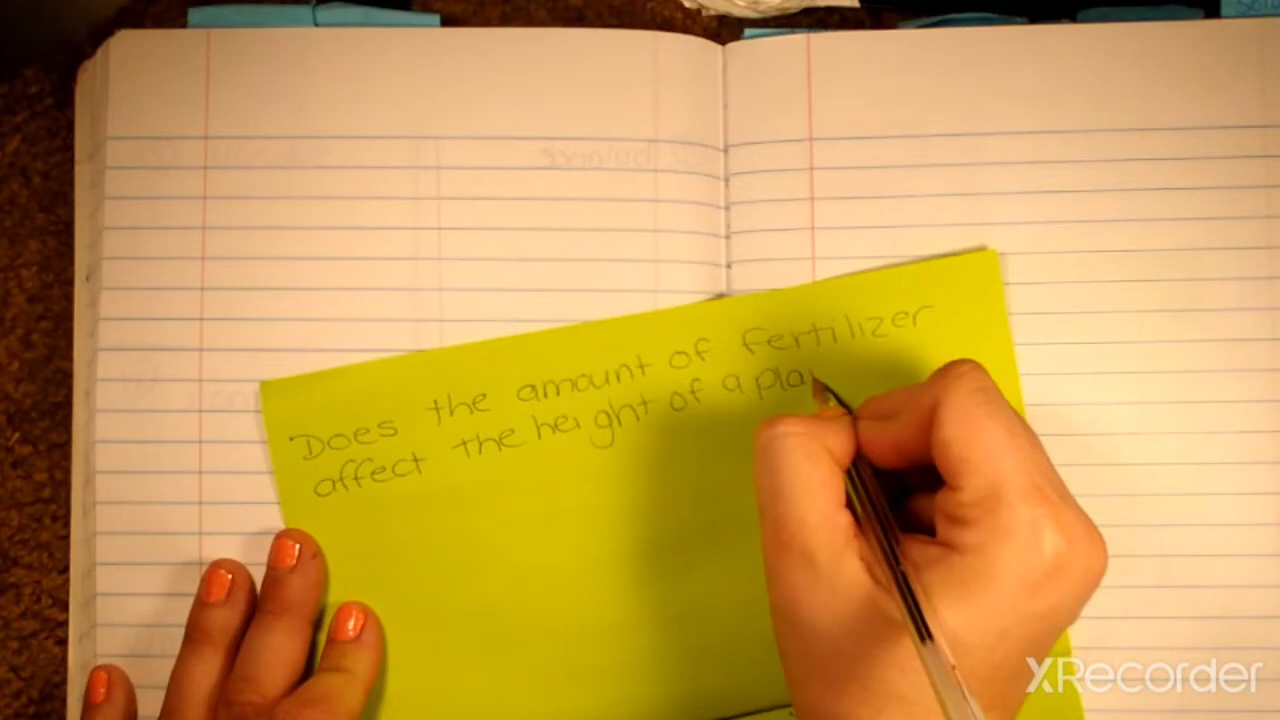 Does the amount of fertilizer
affect the height of a pla
XRecorder